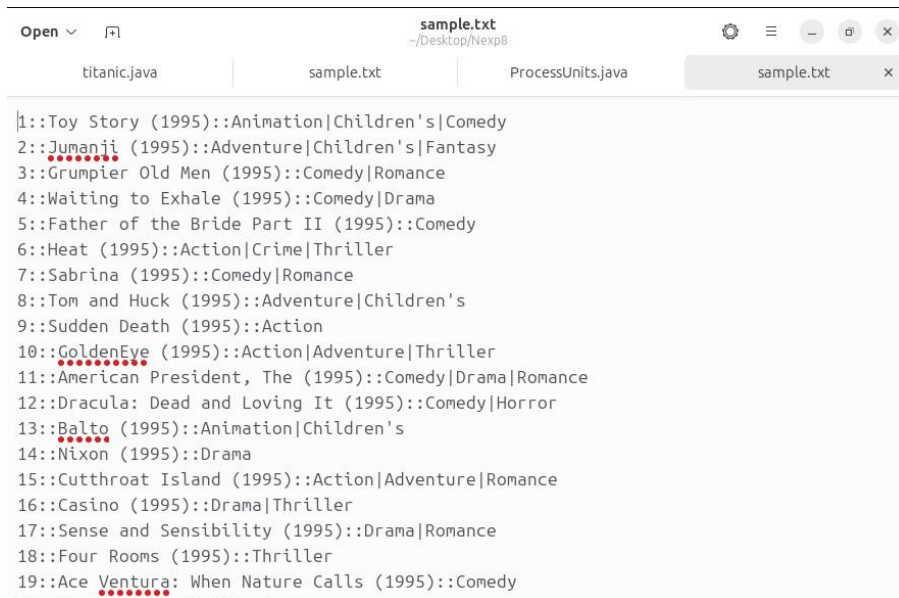 Open
sample.txt
~/Desktop/Nexp8
titanic.java
sample.txt
ProcessUnits.java
sample.txt
1::Toy Story (1995)::Animation|Children's|Comedy
2::Jumanji (1995)::Adventure|Children's|Fantasy
3::Grumpier Old Men (1995)::Comedy|Romance
4::Waiting to Exhale (1995)::Comedy|Drama
5::Father of the Bride Part II (1995)::Comedy
6::Heat (1995)::Action|Crime|Thriller
7::Sabrina (1995)::Comedy|Romance
8::Tom and Huck (1995)::Adventure|Children's
9::Sudden Death (1995)::Action
10::GoldenEye (1995)::Action|Adventure|Thriller
11::American President, The (1995)::Comedy|Drama|Romance
12::Dracula: Dead and Loving It (1995)::Comedy|Horror
13::Balto (1995)::Animation|Children's
14::Nixon (1995)::Drama
15::Cutthroat Island (1995)::Action|Adventure|Romance
16::Casino (1995)::Drama|Thriller
17::Sense and Sensibility (1995)::Drama|Romance
18::Four Rooms (1995)::Thriller
19::Ace Ventura: When Nature Calls (1995)::Comedy